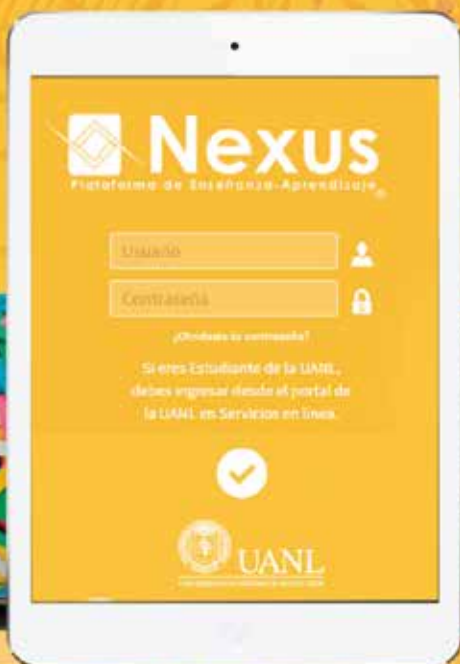 Nexus
Plataforma de Enseñanza-Aprendizaje
Usuario
Contraseña
¿Olvidaste tu contraseña?
Si eres Estudiante de la UANL,
debes ingresar desde el portal de
la UANL en Servicios en línea.
UANL